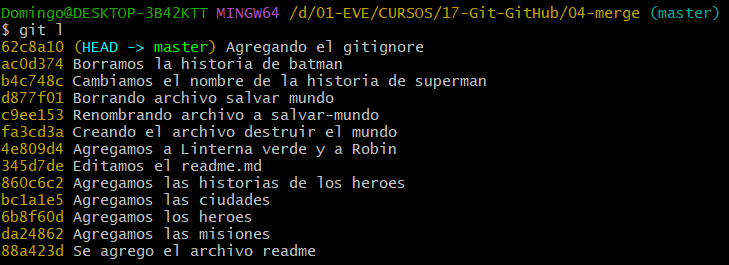 Domingo@DESKTOP-3B42KTT MINGW64 /d/01-EVE/CURSOS/17-Git-GitHub/04-merge (master)
$ git l
62c8a10 (HEAD -> master) Agregando el gitignore
ac0d374 Borramos la historia de batman
b4c748c Cambiamos el nombre de la historia de superman
d877f01 Borrando archivo salvar mundo
c9ee153 Renombrando archivo a salvar-mundo
fa3cd3a Creando el archivo destruir el mundo
4e809d4 Agregamos a Linterna verde y a Robin
345d7de Editamos el readme.md
860c6c2 Agregamos las historias de los heroes
bc1a1e5 Agregamos las ciudades
6b8f60d Agregamos los heroes
da24862 Agregamos las misiones
88a423d Se agrego el archivo readme